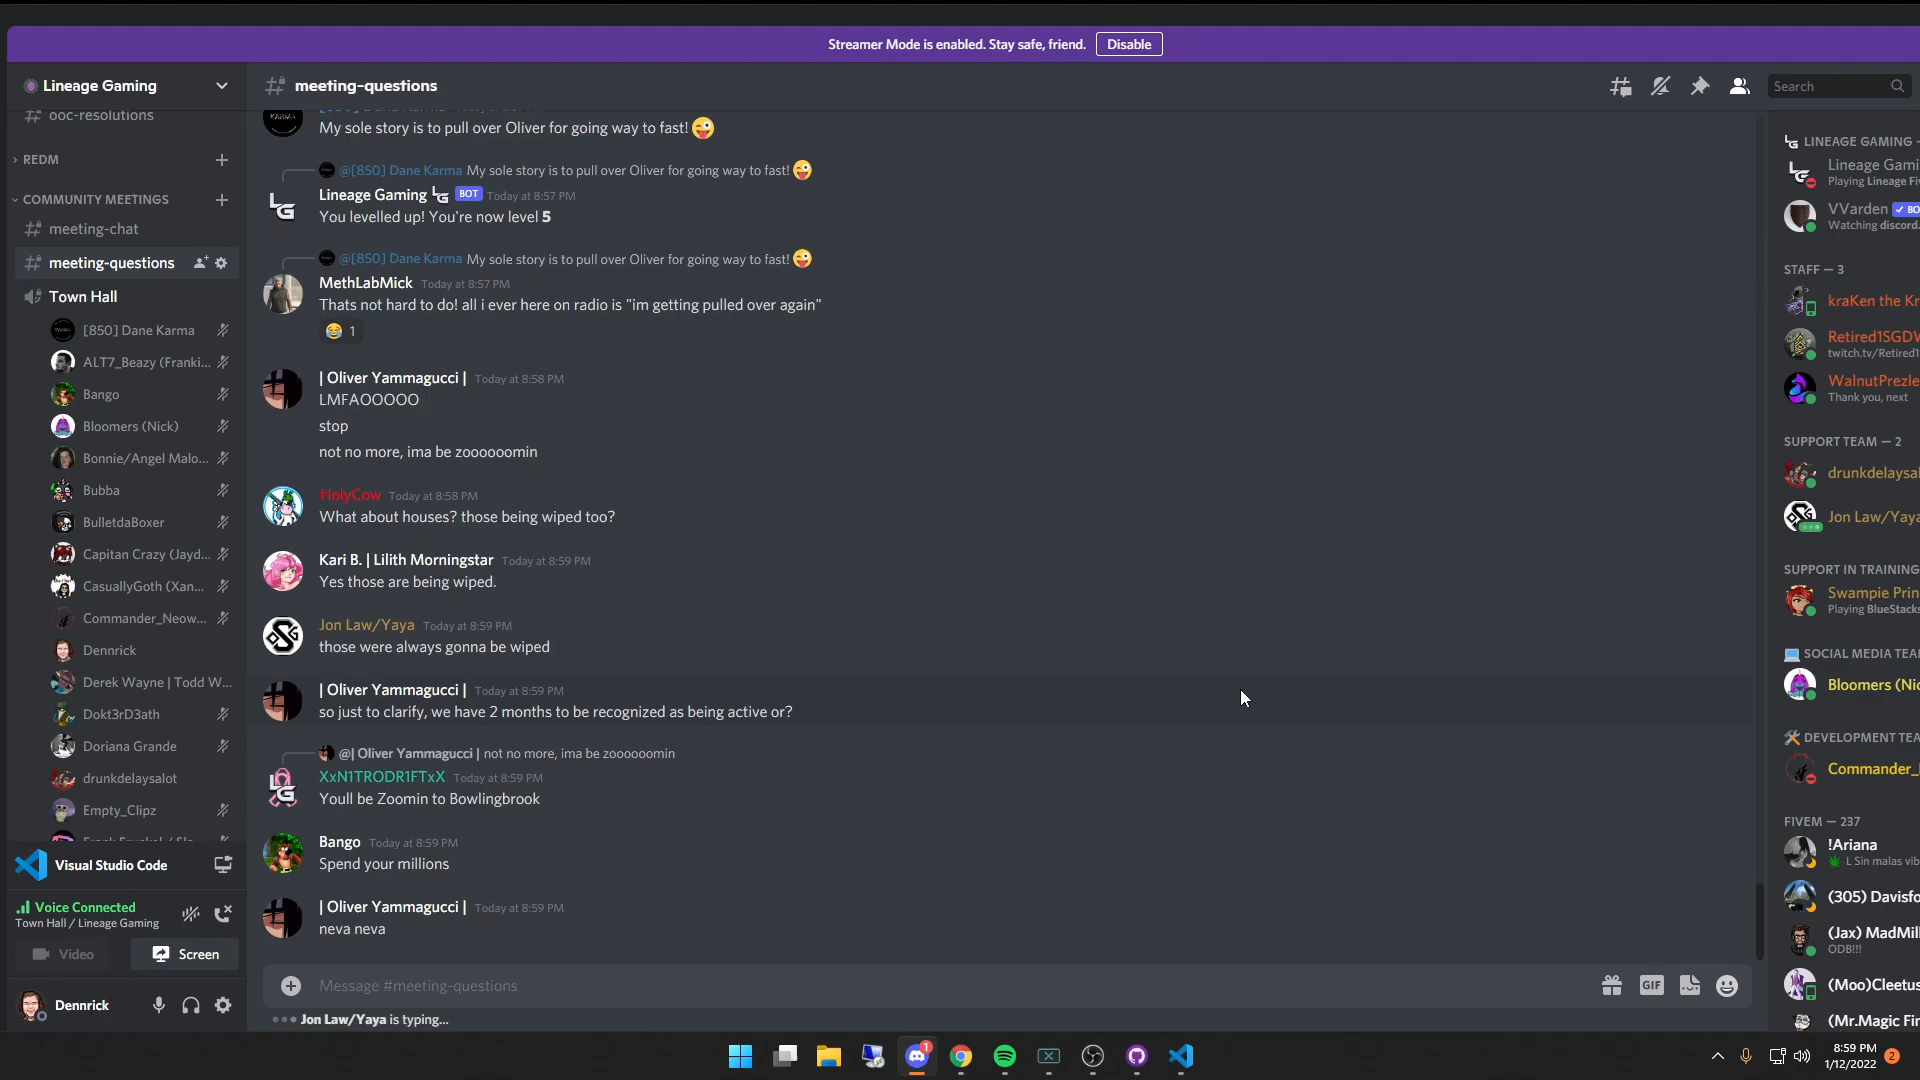 Streamer Mode is enabled. Stay safe, friend. Disable
Lineage Gaming
ooc-resolutions
REDM
COMMUNITY MEETINGS
meeting-chat
meeting-questions
Town Hall
[850] Dane Karma
ALT7_Beazy (Franki...
Bango
Bloomers (Nick)
Bonnie/Angel Malo...
Bubba
BulletdaBoxer
Capitan Crazy (Jayd...
CasuallyGoth (Xan...
Commander_Neow...
Dennrick
Derek Wayne | Todd W...
Dokt3rD3ath
Doriana Grande
drunkdelaysalot
Empty_Clipz
Visual Studio Code
Voice Connected
Town Hall / Lineage Gaming
Video
Screen
Dennrick
meeting-questions
Search
KARMA
My sole story is to pull over Oliver for going way to fast!
@[850] Dane Karma My sole story is to pull over Oliver for going way to fast!
Lineage Gaming LG BOT Today at 8:57 PM
You levelled up! You're now level 5
@[850] Dane Karma My sole story is to pull over Oliver for going way to fast!
MethLabMick Today at 8:57 PM
Thats not hard to do! all i ever here on radio is "im getting pulled over again"
1
| Oliver Yammagucci | Today at 8:58 PM
LMFAOOOOO
stop
not no more, ima be zoooooomin
HolyCow Today at 8:58 PM
What about houses? those being wiped too?
Kari B. | Lilith Morningstar Today at 8:59 PM
Yes those are being wiped.
Jon Law/Yaya Today at 8:59 PM
those were always gonna be wiped
| Oliver Yammagucci | Today at 8:59 PM
so just to clarify, we have 2 months to be recognized as being active or?
@| Oliver Yammagucci | not no more, ima be zoooooomin
XxN1TRODR1FTxX Today at 8:59 PM
Youll be Zoomin to Bowlingbrook
Bango Today at 8:59 PM
Spend your millions
| Oliver Yammagucci | Today at 8:59 PM
neva neva
Message #meeting-questions
GIF
Jon Law/Yaya is typing...
LINEAGE GAMING -
Lineage Gami
Playing Lineage Fi
VVarden BO
Watching discord.
STAFF — 3
kraKen the Kr
Retired1SGDV
twitch.tv/Retired1
WalnutPrezle
Thank you, next
SUPPORT TEAM — 2
drunkdelaysal
Jon Law/Yaya
SUPPORT IN TRAINING
Swampie Prin
Playing BlueStacks
SOCIAL MEDIA TEA
Bloomers (Nic
DEVELOPMENT TEA
Commander_
FIVEM — 237
!Ariana
L Sin malas vib
(305) Davisfo
(Jax) MadMill
ODB!!!
(Moo)Cleetus
(Mr.Magic Fin
1
8:59 PM
1/12/2022
2